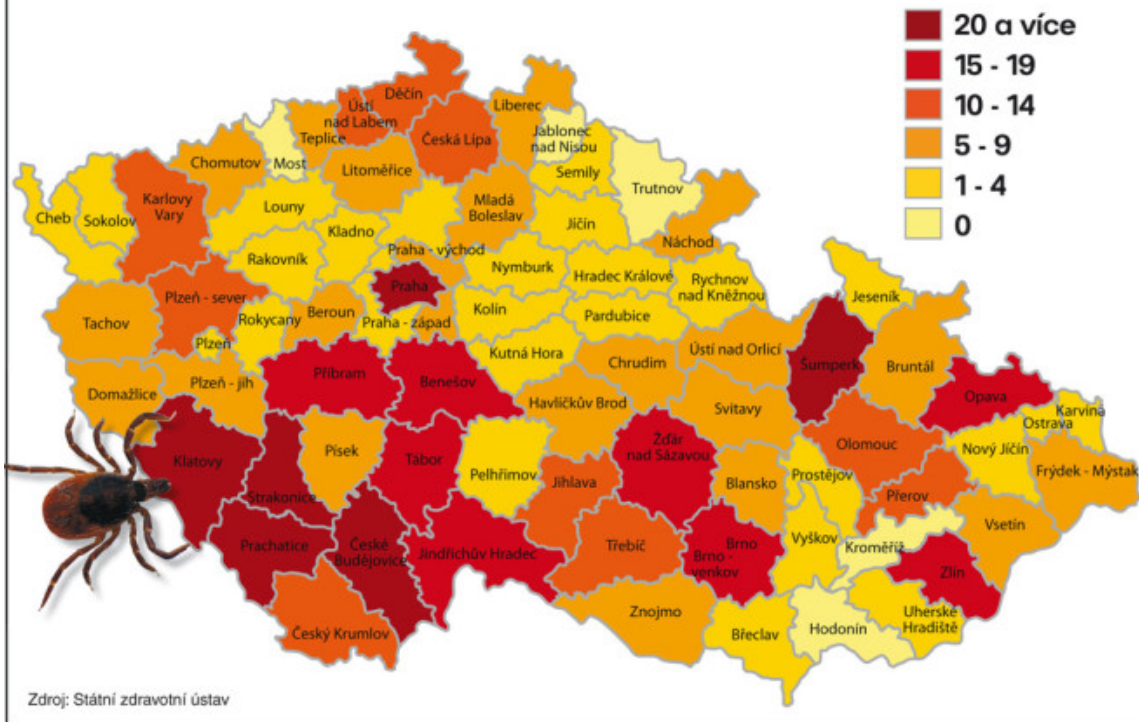 20 a více
15 - 19
10 - 14
5 - 9
1 - 4
0
Děčín
Ústí
nad Labem
Liberec
Teplice
Česká Lípa
Jablonec
nad Nisou
Chomutov
Most
Litoměřice
Semily
Trutnov
Karlovy
Vary
Cheb
Sokolov
Louny
Mladá
Boleslav
Jíčín
Kladno
Náchod
Rakovník
Praha - východ
Nymburk
Hradec Králové
Rychnov
nad Kněžnou
Praha
Jeseník
Plzeň - sever
Tachov
Rokycany
Beroun
Praha - západ
Kolín
Pardubice
Plzeň
Kutná Hora
Chrudim
Ústí nad Orlicí
Šumperk
Bruntál
Příbram
Benešov
Domažlice
Plzeň - jih
Havlíčkův Brod
Svitavy
Opava
Karviná
Ostrava
Klatovy
Písek
Tábor
Pelhřimov
Žďár
nad Sázavou
Olomouc
Nový Jíčín
Frýdek - Mýstak
Strakonice
Jihlava
Blansko
Prostějov
Přerov
Vsetín
Prachatice
České
Budějovice
Jindřichův Hradec
Třebíč
Brno
Brno -
venkov
Vyškov
Kroměříž
Zlín
Český Krumlov
Znojmo
Břeclav
Hodonín
Uherské
Hradiště
Zdroj: Státní zdravotní ústav